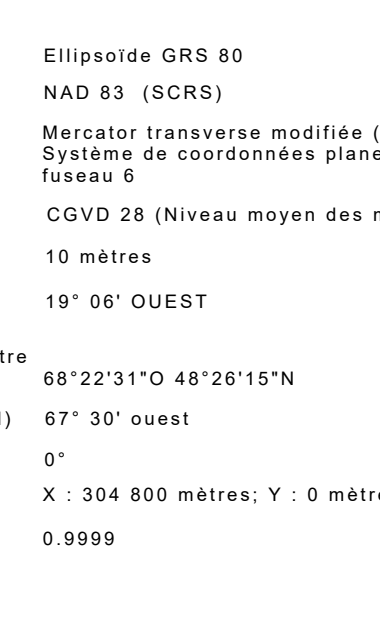 Ellipsoïde GRS 80
NAD 83 (SCRS)
Mercator transverse modifiée (
Système de coordonnées plane
fuseau 6
CGVD 28 (Niveau moyen des
10 mètres
19° 06' OUEST
tre
68°22'31"O 48°26'15"N
) 67° 30' ouest
0°
X : 304 800 mètres; Y : 0 mètre
0.9999